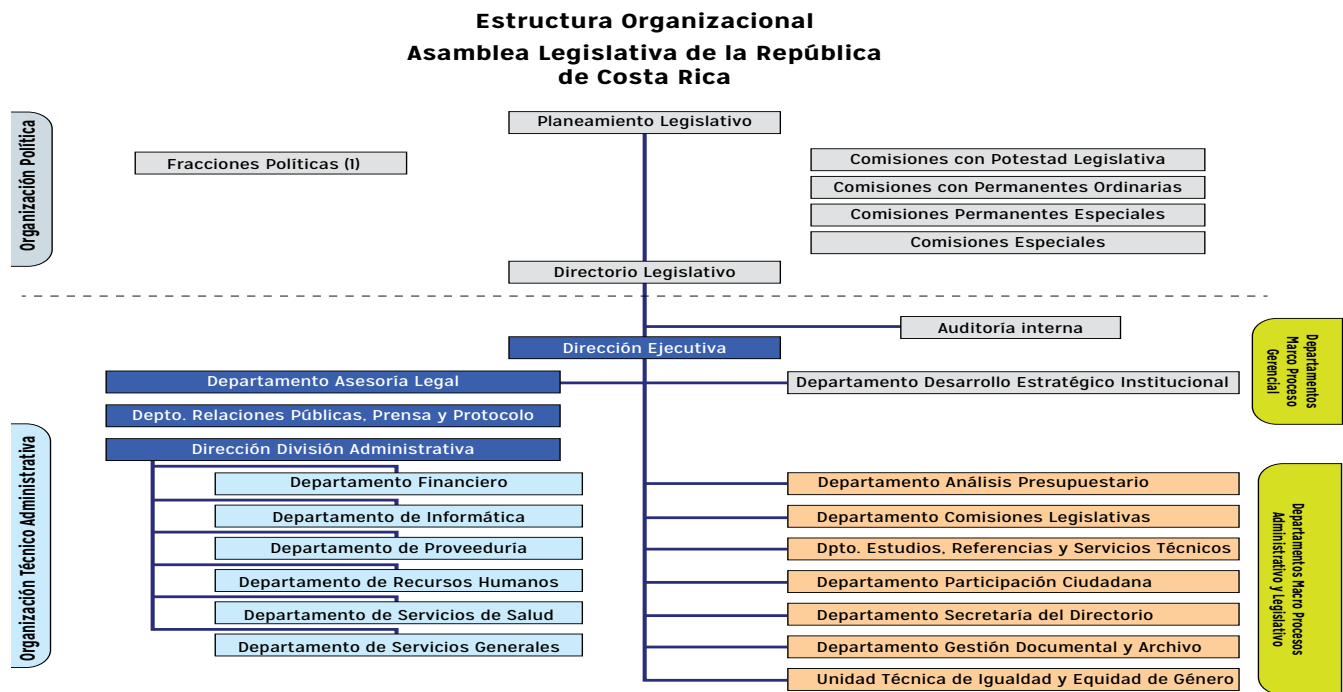 Estructura Organizacional
Asamblea Legislativa de la República
de Costa Rica
Organización Política
Planeamiento Legislativo
Fracciones Políticas (1)
Comisiones con Potestad Legislativa
Comisiones con Permanentes Ordinarias
Comisiones Permanentes Especiales
Comisiones Especiales
Directorio Legislativo
Auditoría interna
Dirección Ejecutiva
Departamentos
Marco Proceso
Gerencial
Departamento Asesoría Legal
Departamento Desarrollo Estratégico Institucional
Depto. Relaciones Públicas, Prensa y Protocolo
Organización Técnico Administrativa
Dirección División Administrativa
Departamento Financiero
Departamento de Informática
Departamento de Proveeduría
Departamento de Recursos Humanos
Departamento de Servicios de Salud
Departamento de Servicios Generales
Departamento Análisis Presupuestario
Departamento Comisiones Legislativas
Dpto. Estudios, Referencias y Servicios Técnicos
Departamento Participación Ciudadana
Departamento Secretaría del Directorio
Departamento Gestión Documental y Archivo
Unidad Técnica de Igualdad y Equidad de Género
Departamentos Macro Procesos
Administrativo y Legislativo